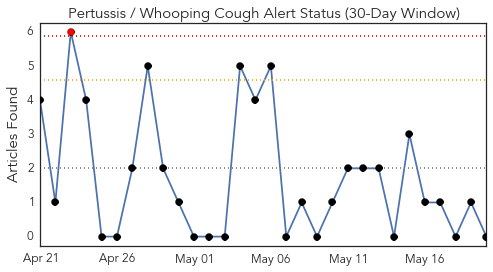 Pertussis / Whooping Cough Alert Status (30-Day Window)
Articles Found
6
5
4
3
2
1
0
Apr 21
Apr 26
May 01
May 06
May 11
May 16